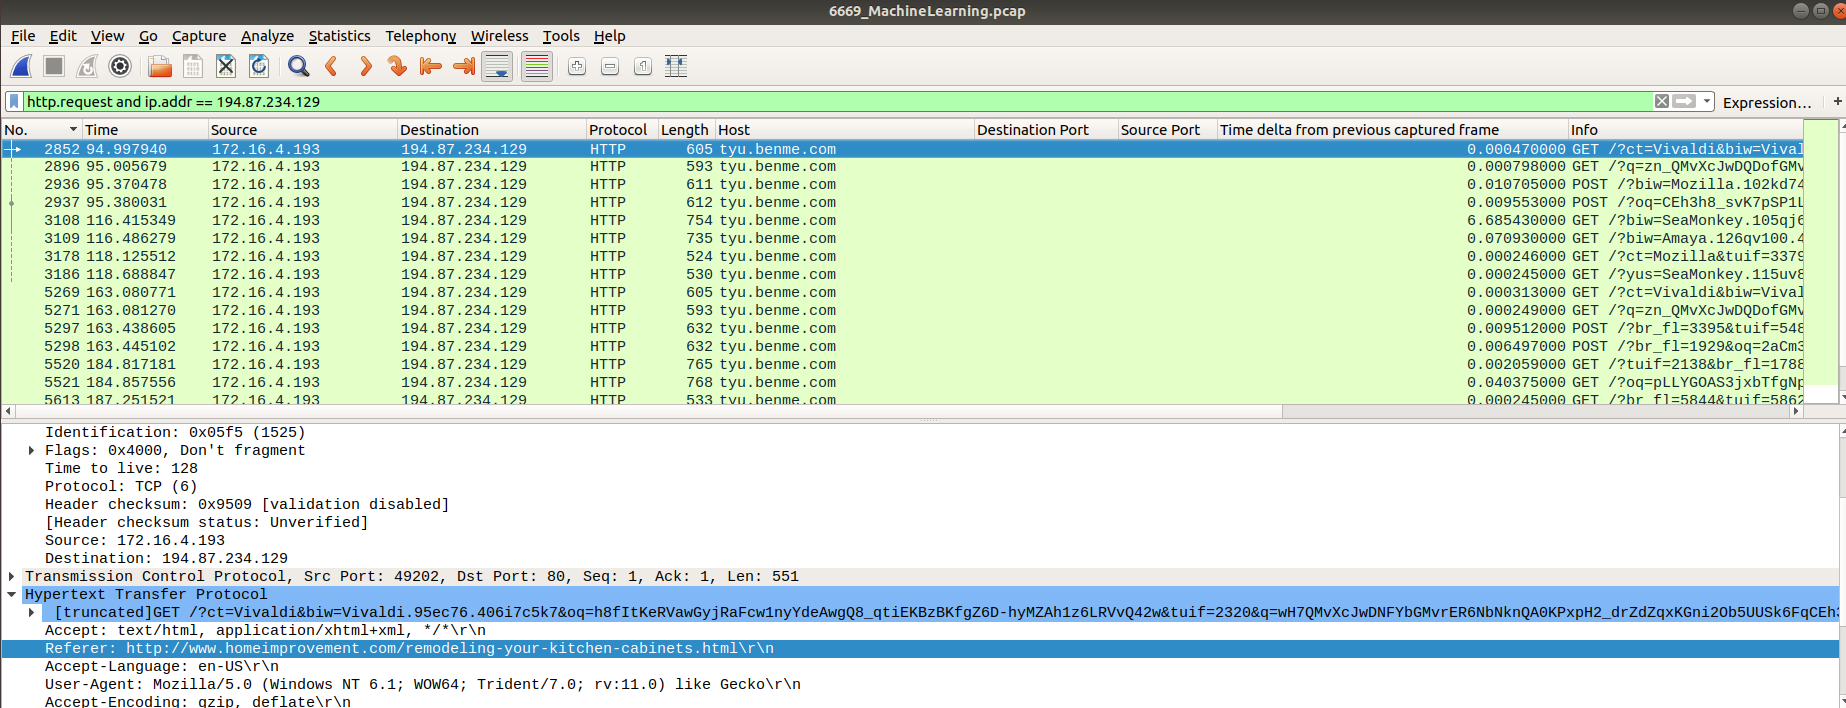 6669_MachineLearning.pcap
File Edit View Go Capture Analyze Statistics Telephony Wireless Tools Help
http.request and ip.addr == 194.87.234.129 Expression… +
No. Time Source Destination Protocol Length Host Destination Port Source Port Time delta from previous captured frame Info
2852 94.997940 172.16.4.193 194.87.234.129 HTTP 605 tyu.benme.com 0.000470000 GET /?ct=Vivaldi&biw=Vival
2896 95.005679 172.16.4.193 194.87.234.129 HTTP 593 tyu.benme.com 0.000798000 GET /?q=zn_QMvXcJwDQDofGMv
2936 95.370478 172.16.4.193 194.87.234.129 HTTP 611 tyu.benme.com 0.010705000 POST /?biw=Mozilla.102kd74
2937 95.380031 172.16.4.193 194.87.234.129 HTTP 612 tyu.benme.com 0.009553000 POST /?oq=CEh3h8_svK7pSP1L
3108 116.415349 172.16.4.193 194.87.234.129 HTTP 754 tyu.benme.com 6.685430000 GET /?biw=SeaMonkey.105qj6
3109 116.486279 172.16.4.193 194.87.234.129 HTTP 735 tyu.benme.com 0.070930000 GET /?biw=Amaya.126qv100.4
3178 118.125512 172.16.4.193 194.87.234.129 HTTP 524 tyu.benme.com 0.000246000 GET /?ct=Mozilla&tuif=3379
3186 118.688847 172.16.4.193 194.87.234.129 HTTP 530 tyu.benme.com 0.000245000 GET /?yus=SeaMonkey.115uv8
5269 163.080771 172.16.4.193 194.87.234.129 HTTP 605 tyu.benme.com 0.000313000 GET /?ct=Vivaldi&biw=Vival
5271 163.081270 172.16.4.193 194.87.234.129 HTTP 593 tyu.benme.com 0.000249000 GET /?q=zn_QMvXcJwDQDofGMv
5297 163.438605 172.16.4.193 194.87.234.129 HTTP 632 tyu.benme.com 0.009512000 POST /?br_fl=3395&tuif=548
5298 163.445102 172.16.4.193 194.87.234.129 HTTP 632 tyu.benme.com 0.006497000 POST /?br_fl=1929&oq=2aCm3
5520 184.817181 172.16.4.193 194.87.234.129 HTTP 765 tyu.benme.com 0.002059000 GET /?tuif=2138&br_fl=1788
5521 184.857556 172.16.4.193 194.87.234.129 HTTP 768 tyu.benme.com 0.040375000 GET /?oq=pLLYGOAS3jxbTfgNp
5613 187.251521 172.16.4.193 194.87.234.129 HTTP 533 tyu.benme.com 0.000245000 GET /?br_fl=5844&tuif=5862
Identification: 0x05f5 (1525)
Flags: 0x4000, Don't fragment
Time to live: 128
Protocol: TCP (6)
Header checksum: 0x9509 [validation disabled]
[Header checksum status: Unverified]
Source: 172.16.4.193
Destination: 194.87.234.129
Transmission Control Protocol, Src Port: 49202, Dst Port: 80, Seq: 1, Ack: 1, Len: 551
Hypertext Transfer Protocol
[truncated]GET /?ct=Vivaldi&biw=Vivaldi.95ec76.406i7c5k7&oq=h8fItKeRVawGyjRaFcw1nyYdeAwgQ8_qtiEKBzBKfgZ6D-hyMZAh1z6LRVvQ42w&tuif=2320&q=wH7QMvXcJwDNFYbGMvrER6NbNknQA0KPxpH2_drZdZqxKGni2Ob5UUSk6FqCEh3
Accept: text/html, application/xhtml+xml, */*\r\n
Referer: http://www.homeimprovement.com/remodeling-your-kitchen-cabinets.html\r\n
Accept-Language: en-US\r\n
User-Agent: Mozilla/5.0 (Windows NT 6.1; WOW64; Trident/7.0; rv:11.0) like Gecko\r\n
Accept-Encoding: gzip, deflate\r\n